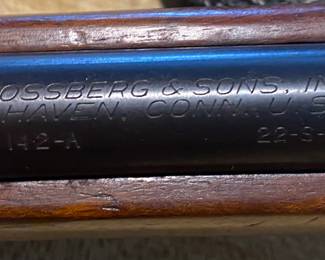 OSSBERG & SONS, IN
HAVEN, CONN. U.S.
142-A 22-S-